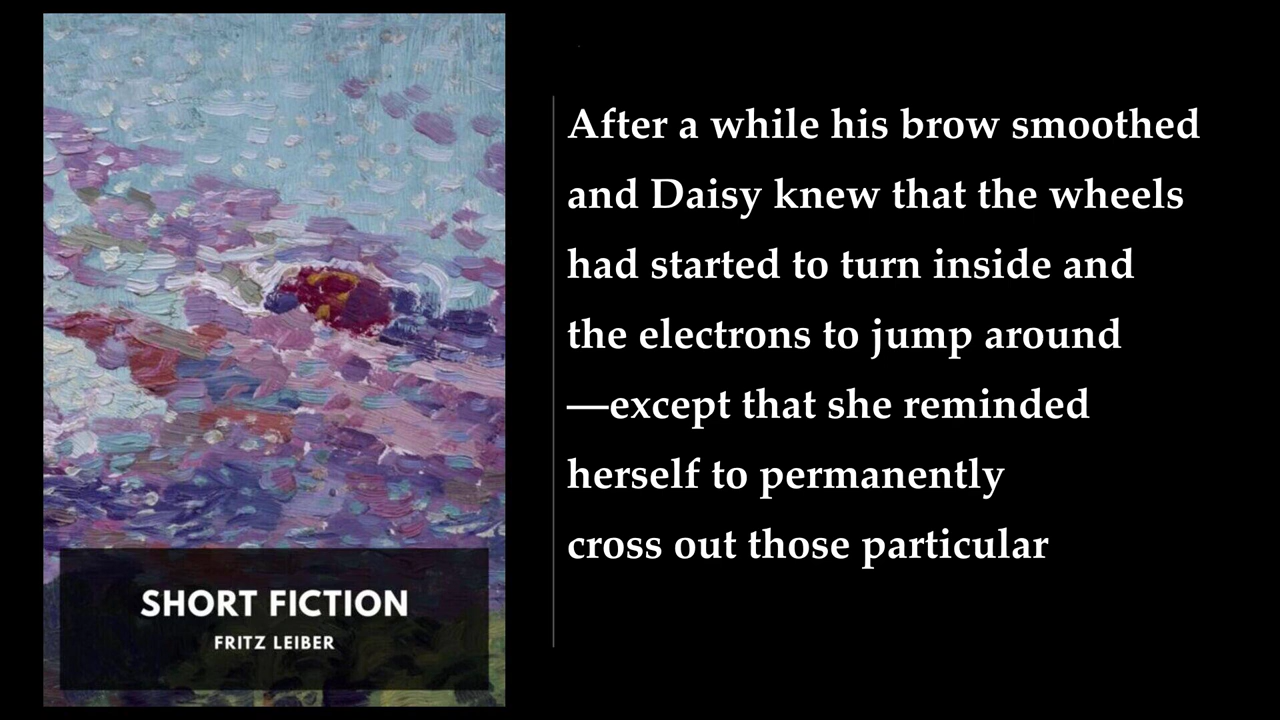 SHORT FICTION
FRITZ LEIBER
After a while his brow smoothed
and Daisy knew that the wheels
had started to turn inside and
the electrons to jump around
—except that she reminded
herself to permanently
cross out those particular